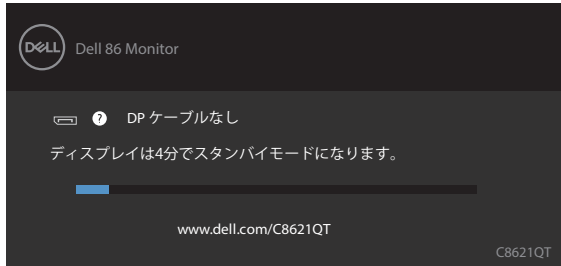 DELL
Dell 86 Monitor
? DP ケーブルなし
ディスプレイは4分でスタンバイモードになります。
www.dell.com/C8621QT
C8621QT